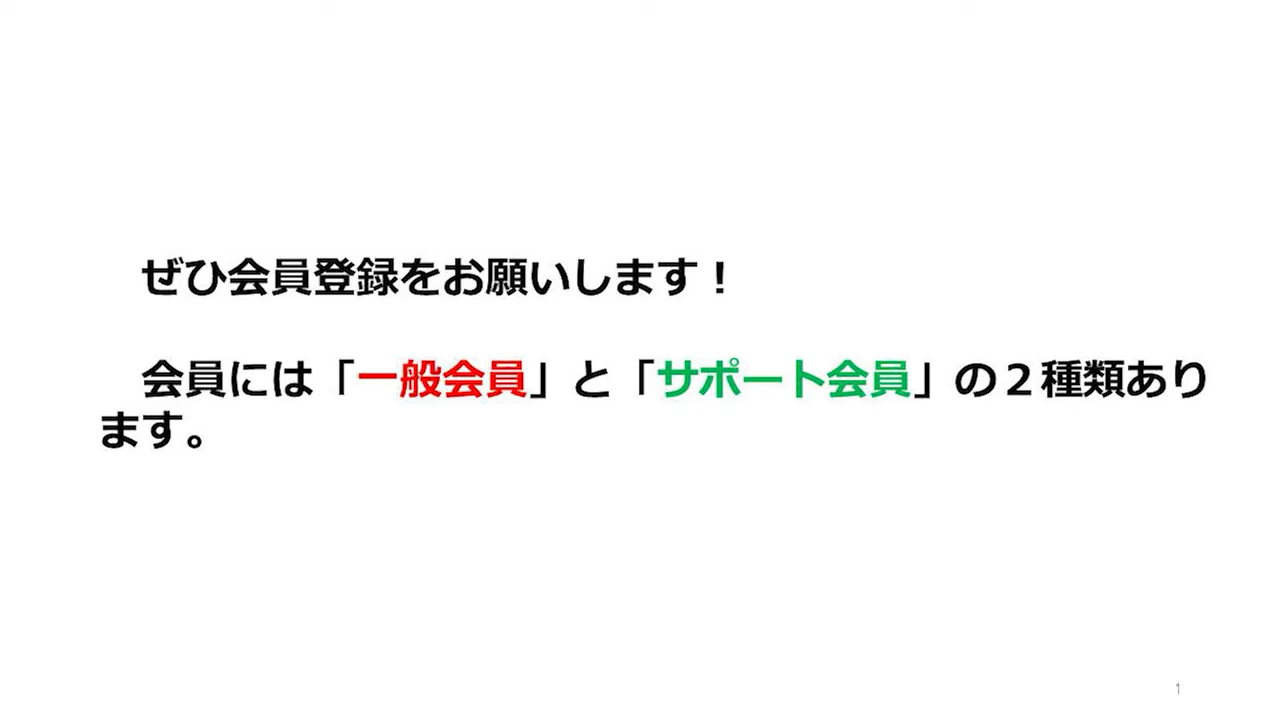 ぜひ会員登録をお願いします！
会員には「一般会員」と「サポート会員」の２種類あり
ます。
1